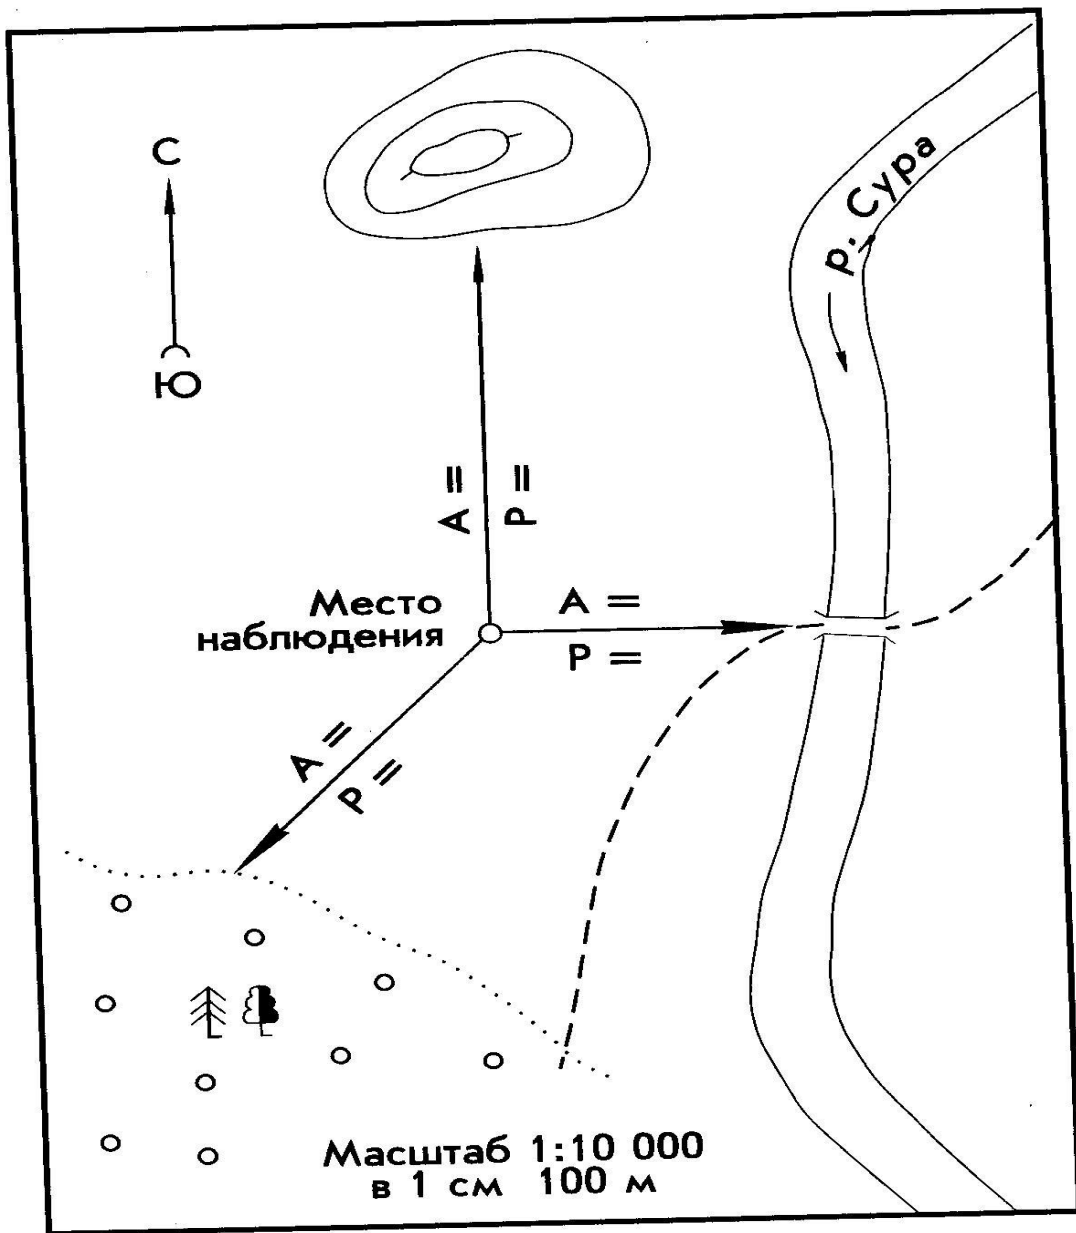 С
Ю
р. Сура
А =
Р =
Место
наблюдения
А =
Р =
А =
Р =
Масштаб 1:10 000
в 1 см 100 м